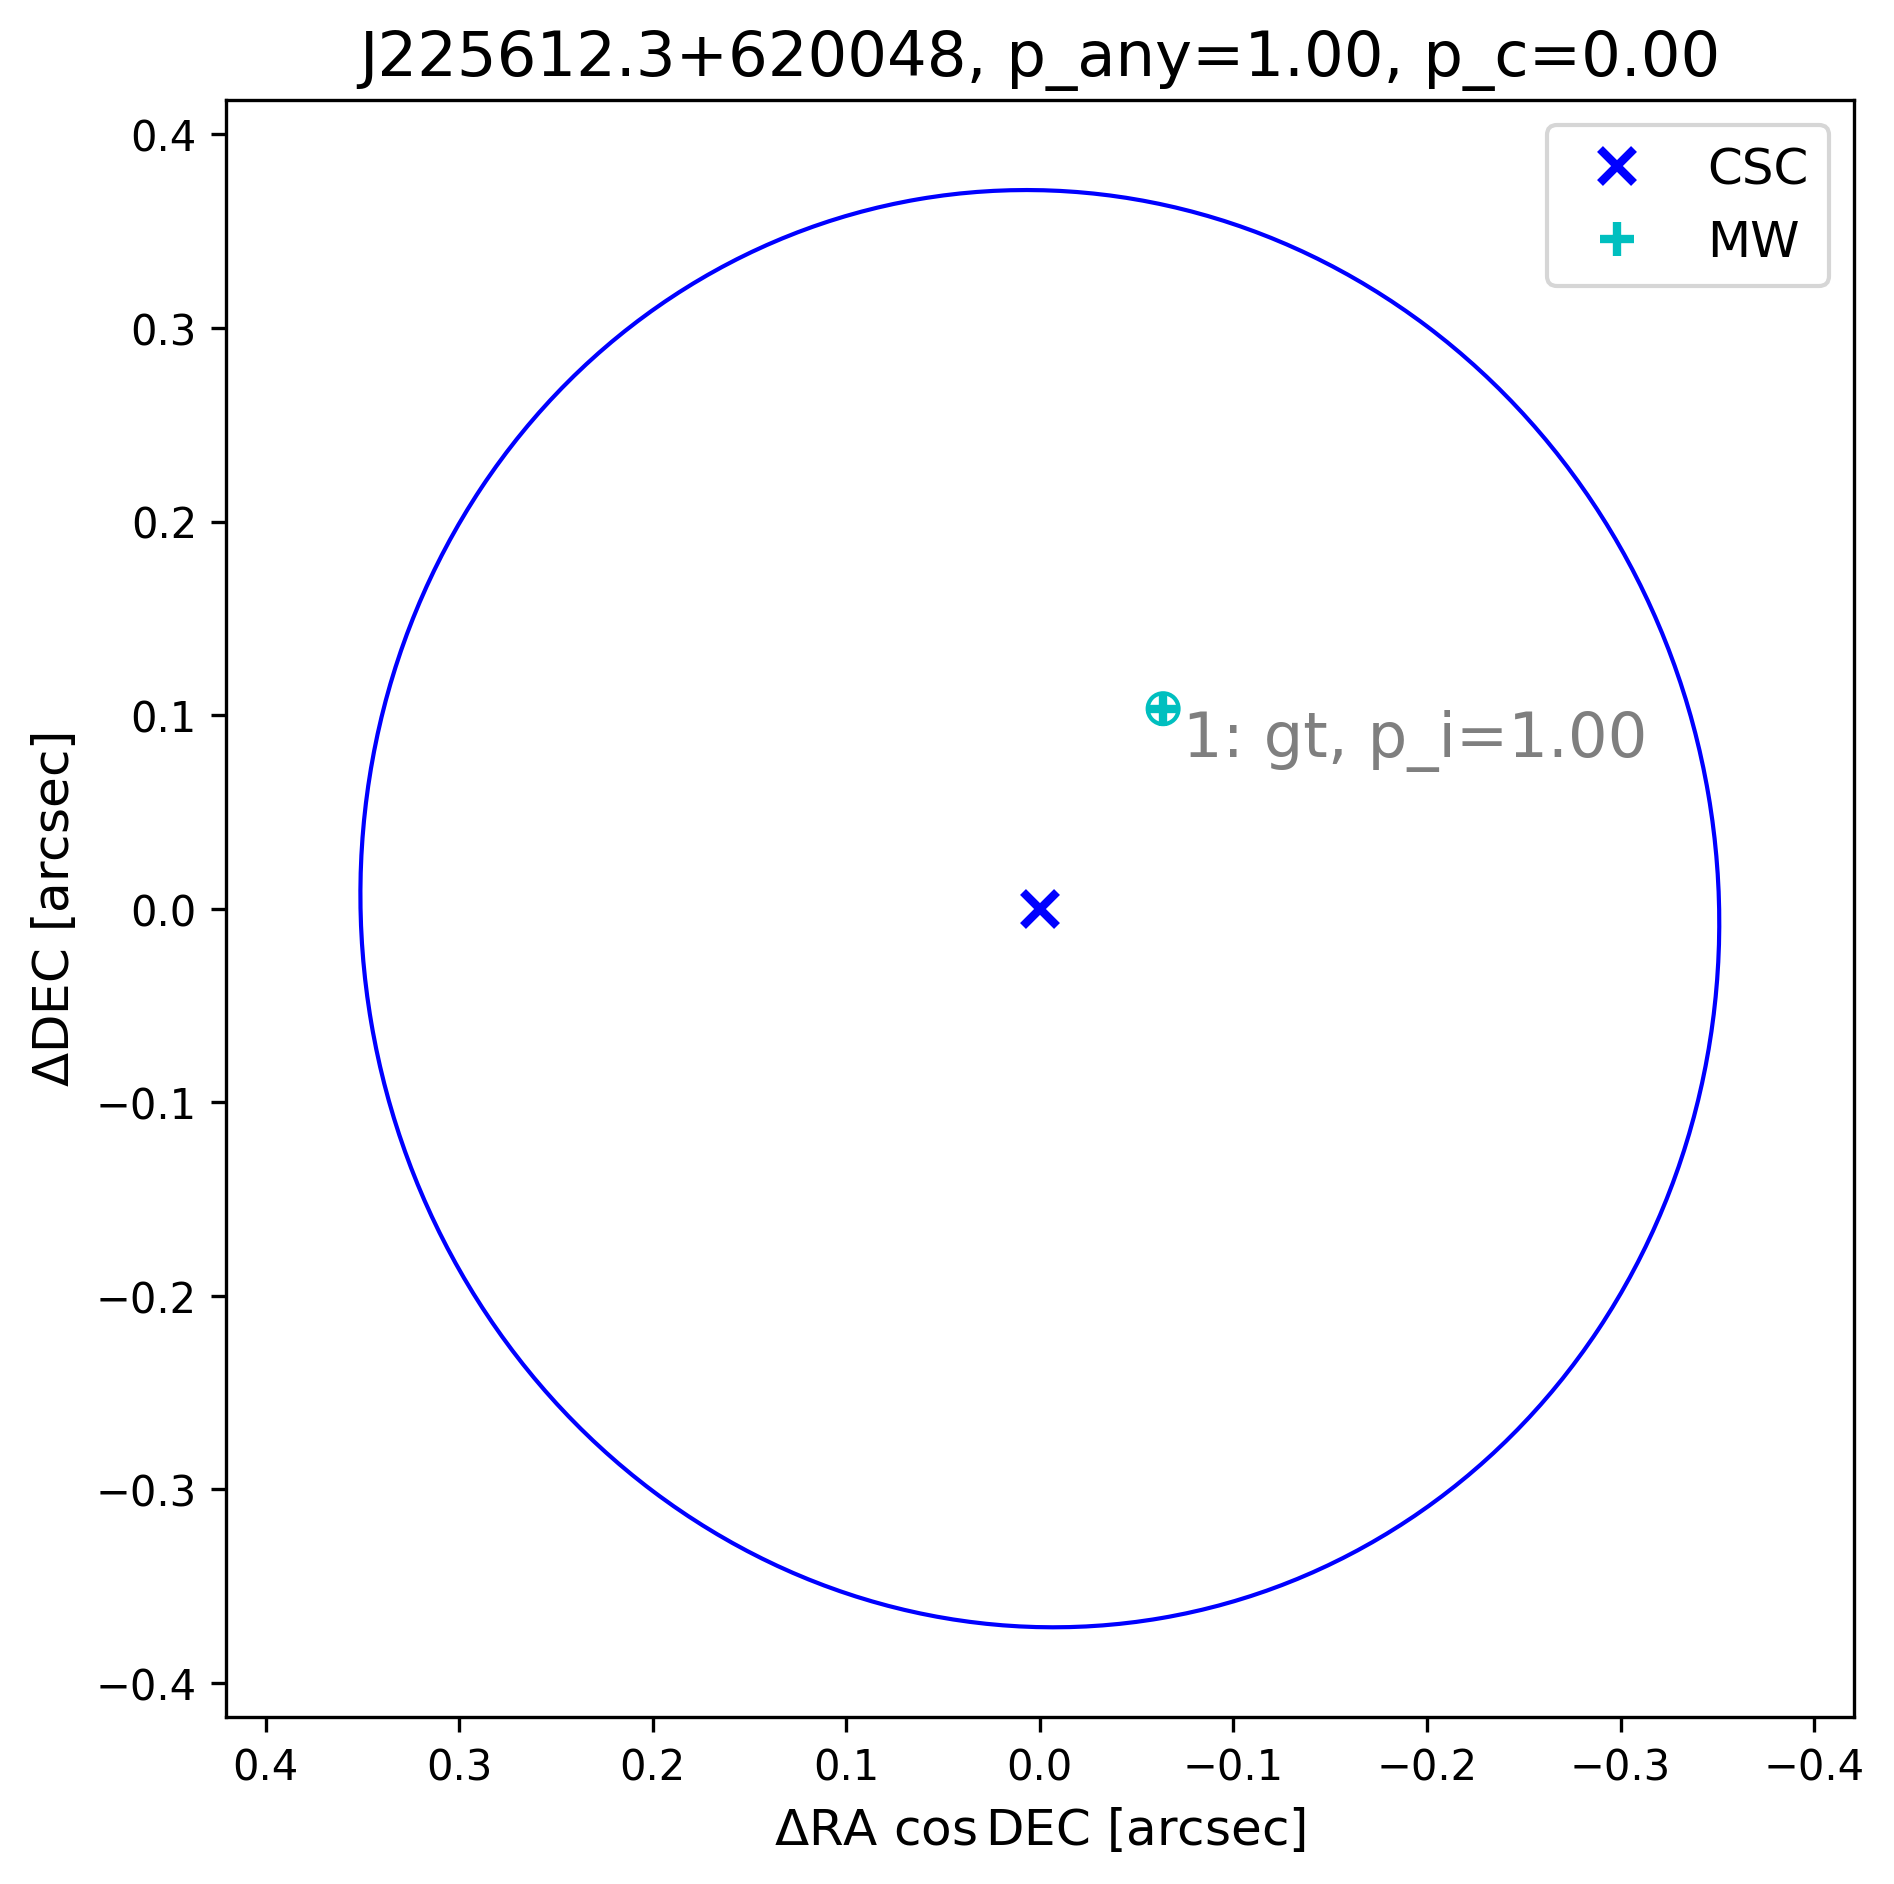 J225612.3+620048, p_any=1.00, p_c=0.00
CSC
MW
0.4
0.3
0.2
0.1
0.0
−0.1
−0.2
−0.3
−0.4
ΔDEC [arcsec]
1: gt, p_i=1.00
0.4 0.3 0.2 0.1 0.0 −0.1 −0.2 −0.3 −0.4
ΔRA cos DEC [arcsec]